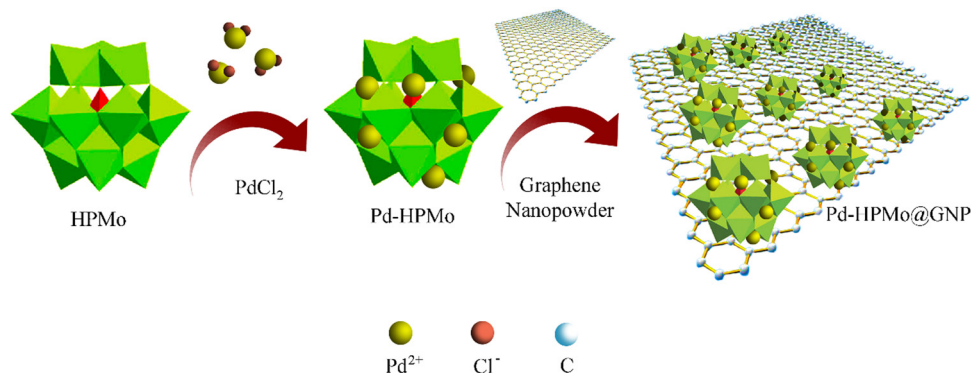 HPMo
PdCl₂
Pd-HPMo
Graphene
Nanopowder
Pd-HPMo@GNP
Pd²⁺
Cl⁻
C